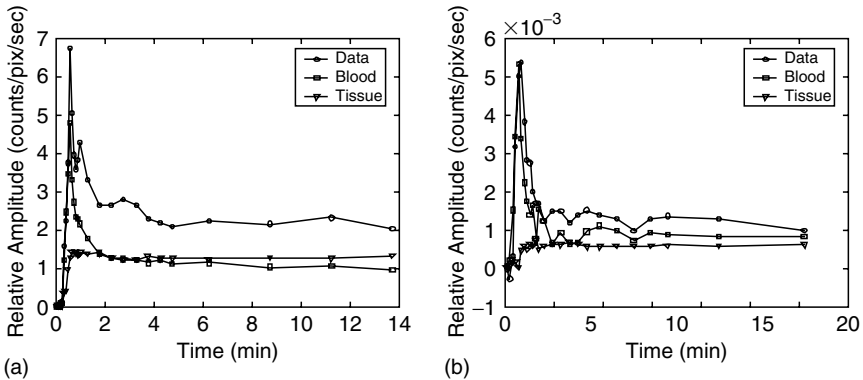 (a)
Relative Amplitude (counts/pix/sec)
7
6
5
4
3
2
1
0
0 2 4 6 8 10 12 14
Time (min)
Data
Blood
Tissue
(b)
×10−3
Relative Amplitude (counts/pix/sec)
6
5
4
3
2
1
0
−1
0 5 10 15 20
Time (min)
Data
Blood
Tissue